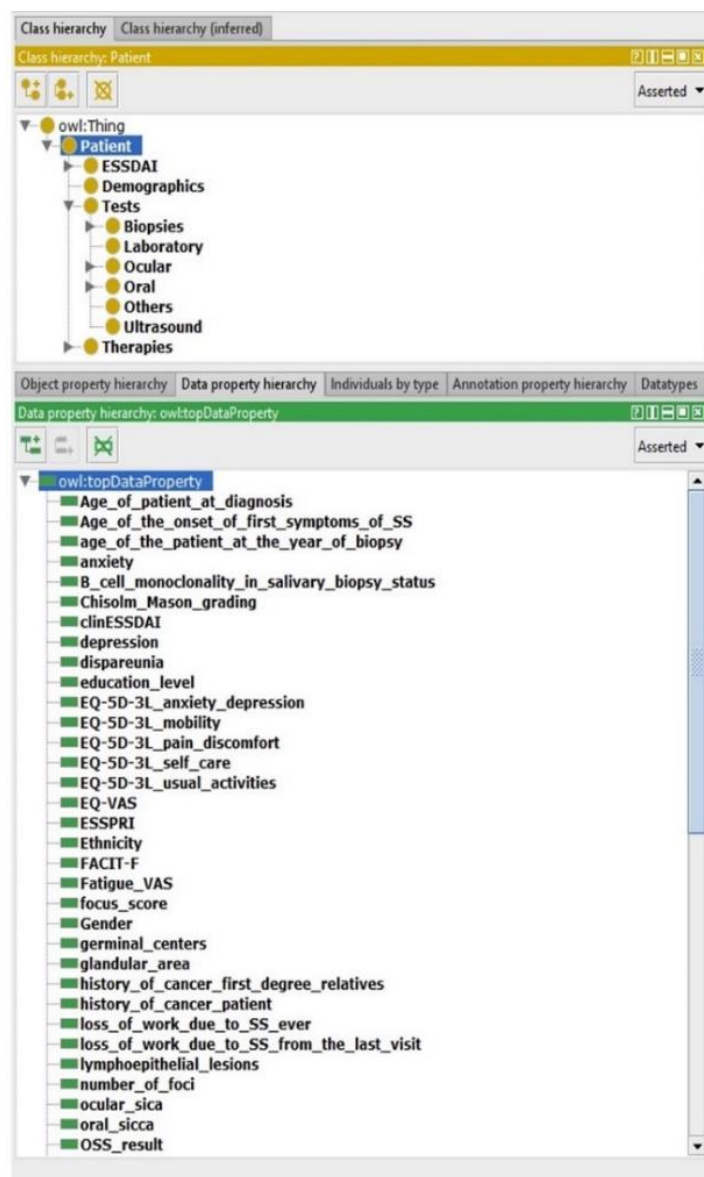 Class hierarchy Class hierarchy (inferred)
Class hierarchy: Patient
Asserted
owl:Thing
Patient
ESSDAI
Demographics
Tests
Biopsies
Laboratory
Ocular
Oral
Others
Ultrasound
Therapies
Object property hierarchy Data property hierarchy Individuals by type Annotation property hierarchy Datatypes
Data property hierarchy: owl:topDataProperty
Asserted
owl:topDataProperty
Age_of_patient_at_diagnosis
Age_of_the_onset_of_first_symptoms_of_SS
age_of_the_patient_at_the_year_of_biopsy
anxiety
B_cell_monoclonality_in_salivary_biopsy_status
Chisolm_Mason_grading
clinESSDAI
depression
dispareunia
education_level
EQ-5D-3L_anxiety_depression
EQ-5D-3L_mobility
EQ-5D-3L_pain_discomfort
EQ-5D-3L_self_care
EQ-5D-3L_usual_activities
EQ-VAS
ESSPRI
Ethnicity
FACIT-F
Fatigue_VAS
focus_score
Gender
germinal_centers
glandular_area
history_of_cancer_first_degree_relatives
history_of_cancer_patient
loss_of_work_due_to_SS_ever
loss_of_work_due_to_SS_from_the_last_visit
lymphoepithelial_lesions
number_of_foci
ocular_sica
oral_sicca
OSS_result